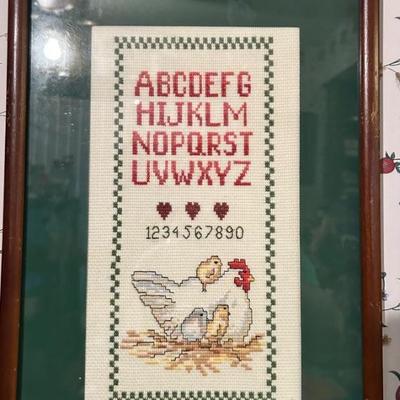 ABCDEFG
HIJKLM
NOPQRST
UVWXYZ
1234567890